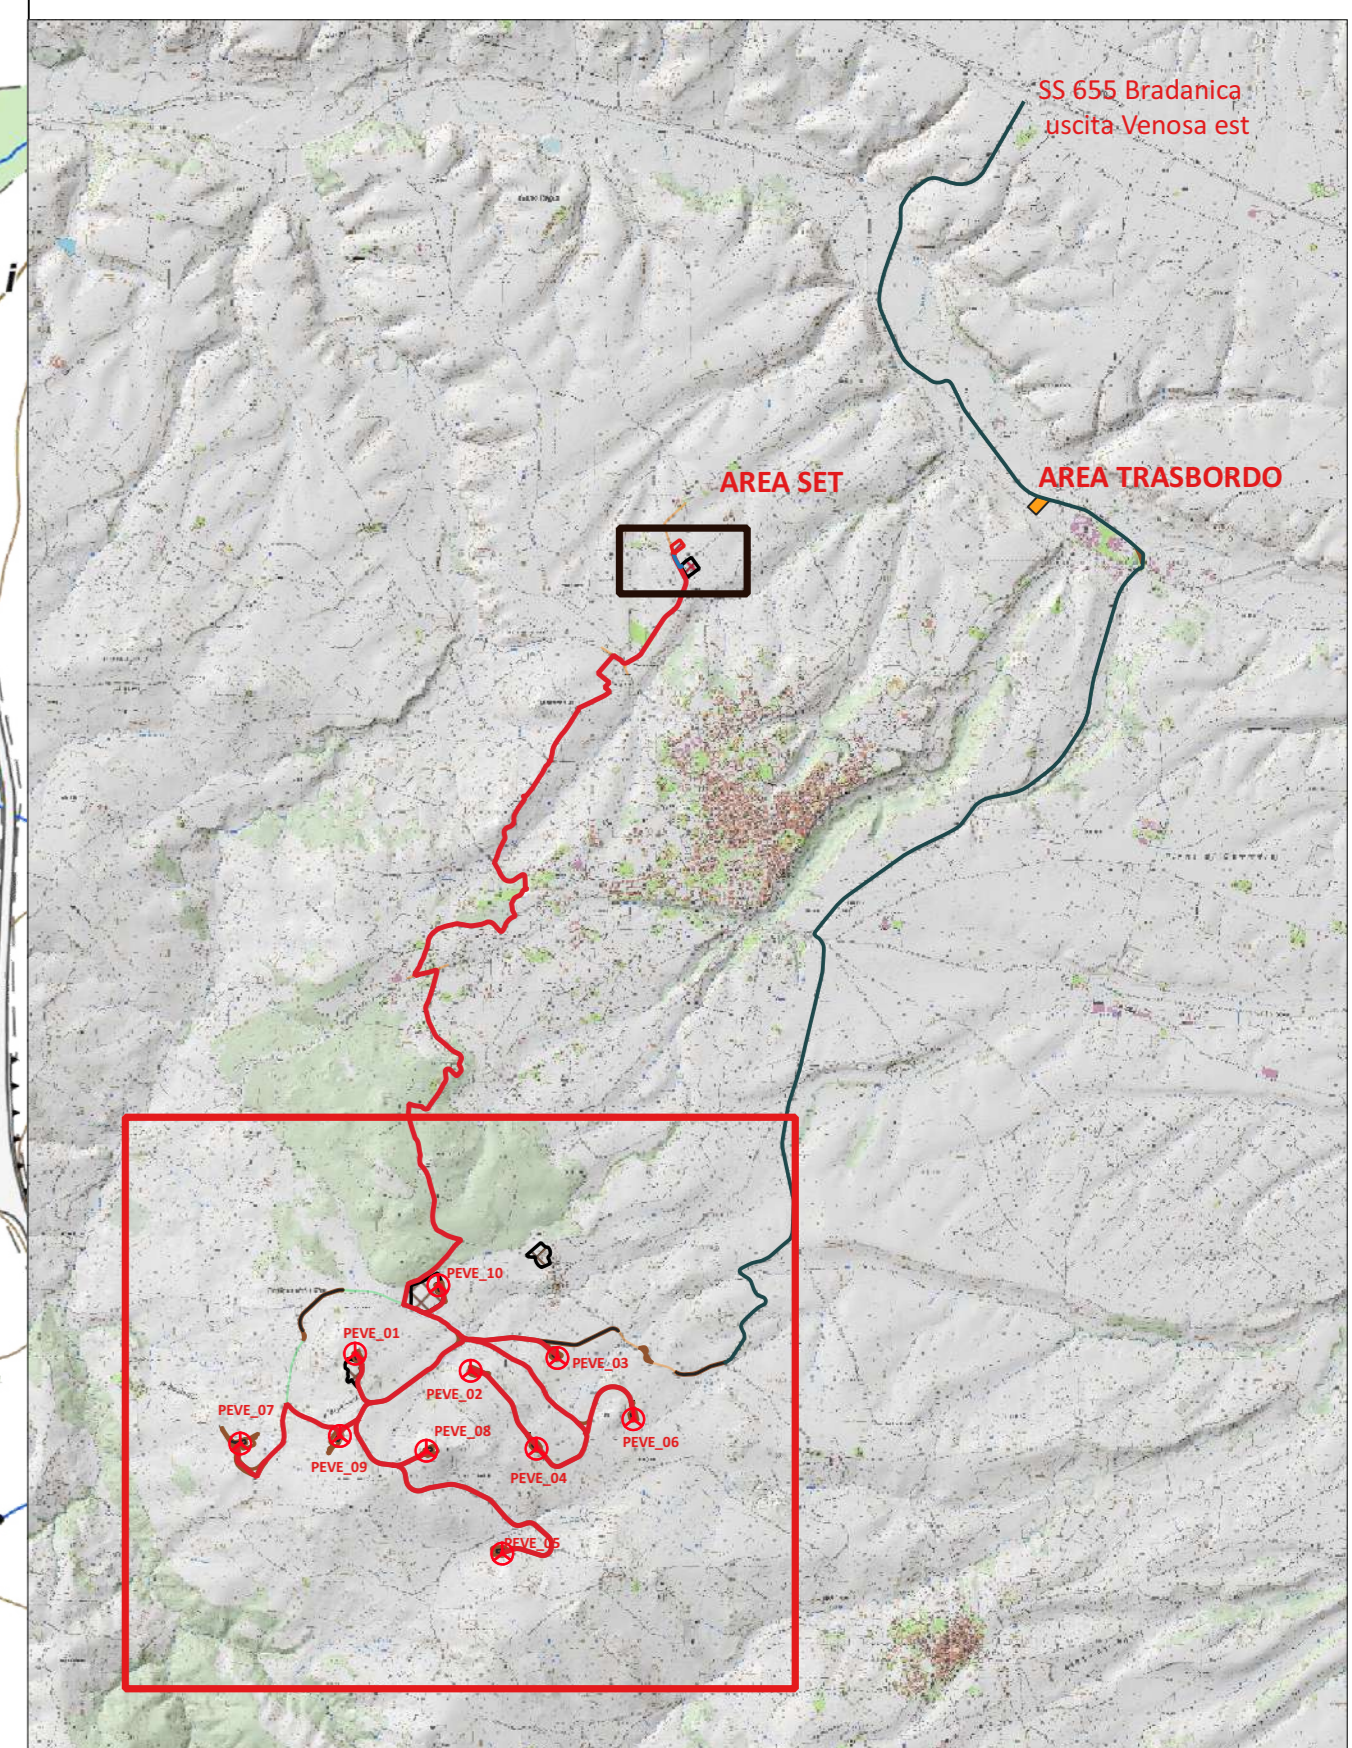 SS 655 Bradanica
uscita Venosa est
i
AREA SET
AREA TRASBORDO
PEVE_10
PEVE_01
PEVE_03
PEVE_02
PEVE_07
PEVE_08
PEVE_06
PEVE_09
PEVE_04
PEVE_05